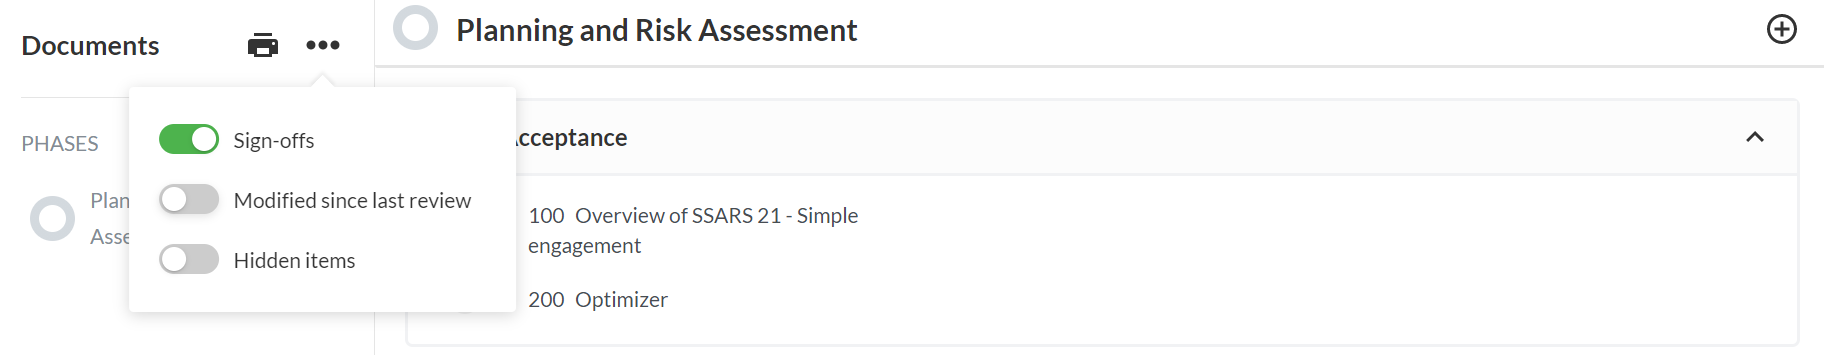 Documents
Planning and Risk Assessment
PHASES
Plan
Asse
Sign-offs
Modified since last review
Hidden items
cceptance
100 Overview of SSARS 21 - Simple
engagement
200 Optimizer